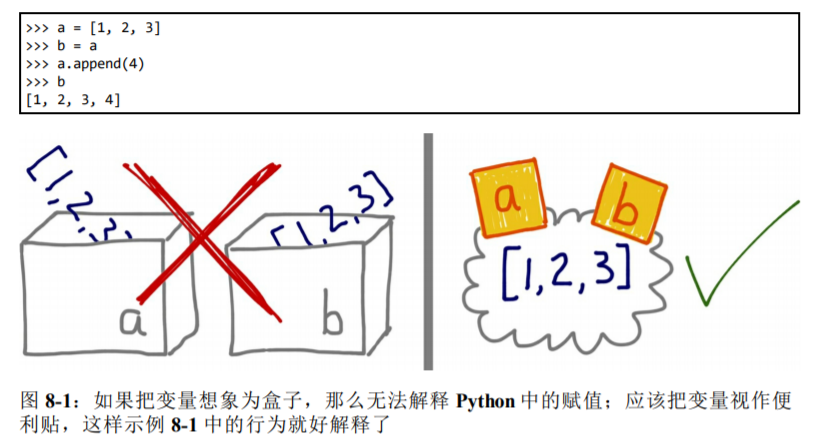 >>> a = [1, 2, 3]
>>> b = a
>>> a.append(4)
>>> b
[1, 2, 3, 4]
[1,2,3]
[1,2,3]
a
b
a
b
[1,2,3]
图 8-1：如果把变量想象为盒子，那么无法解释 Python 中的赋值；应该把变量视作便
利贴，这样示例 8-1 中的行为就好解释了